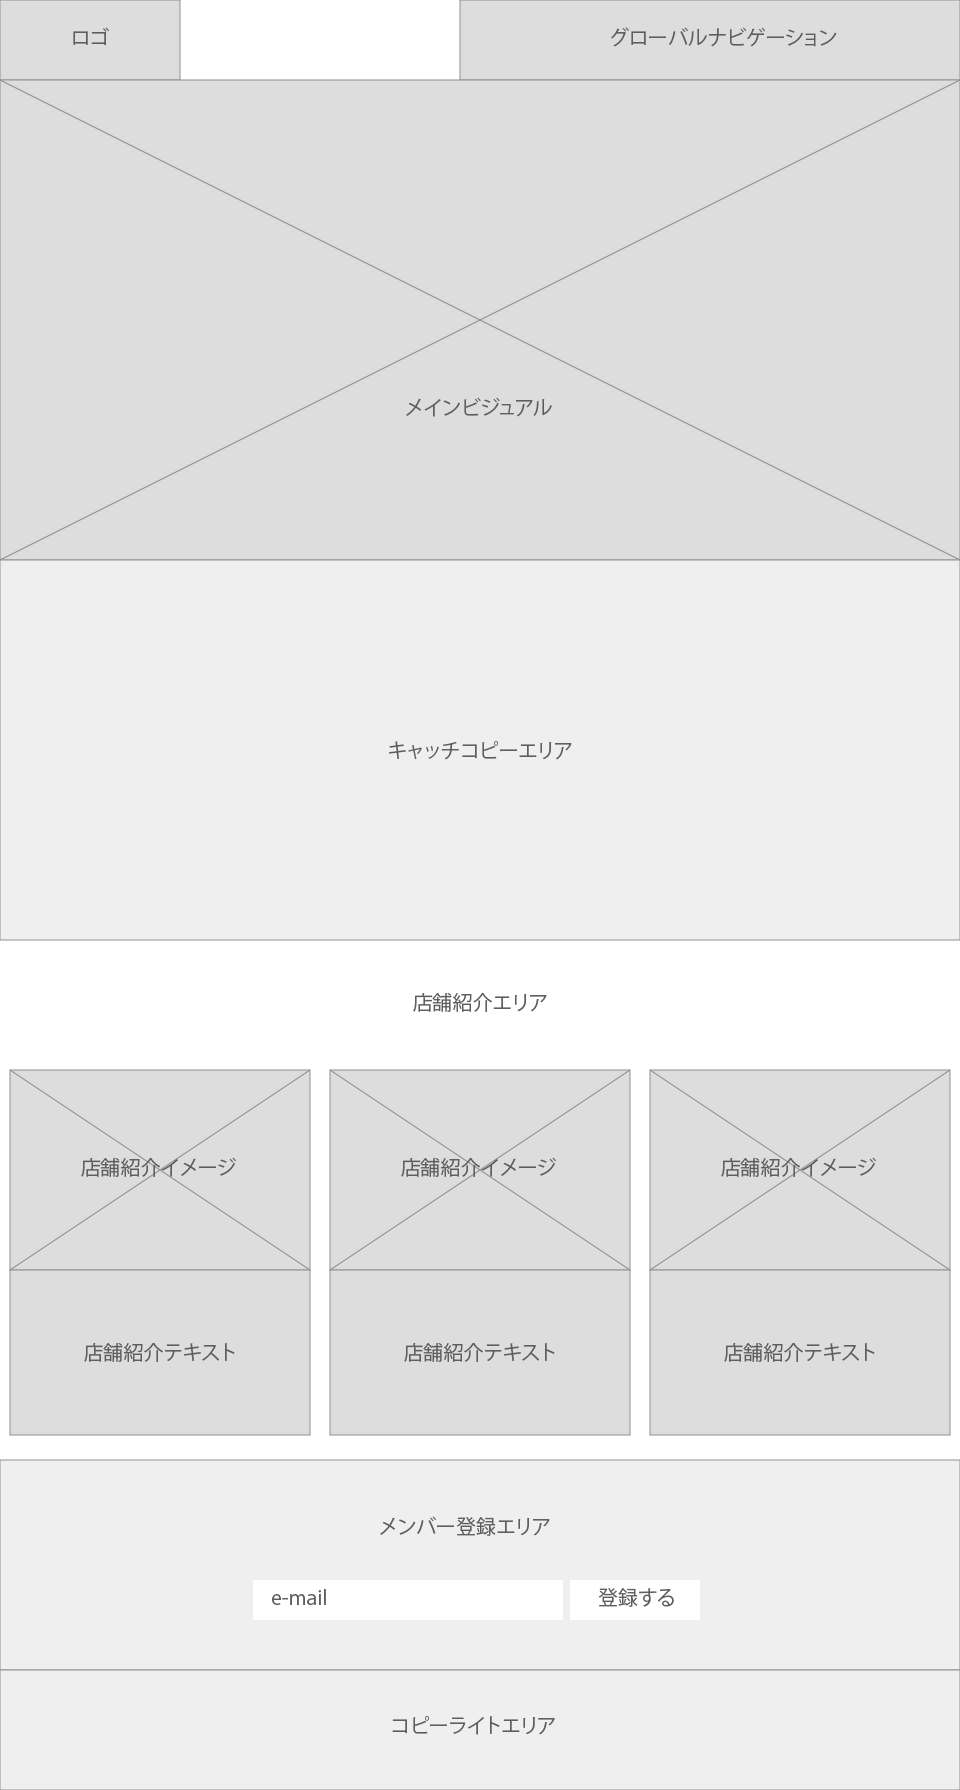 ロゴ
グローバルナビゲーション
メインビジュアル
キャッチコピーエリア
店舗紹介エリア
店舗紹介イメージ
店舗紹介イメージ
店舗紹介イメージ
店舗紹介テキスト
店舗紹介テキスト
店舗紹介テキスト
メンバー登録エリア
e-mail
登録する
コピーライトエリア